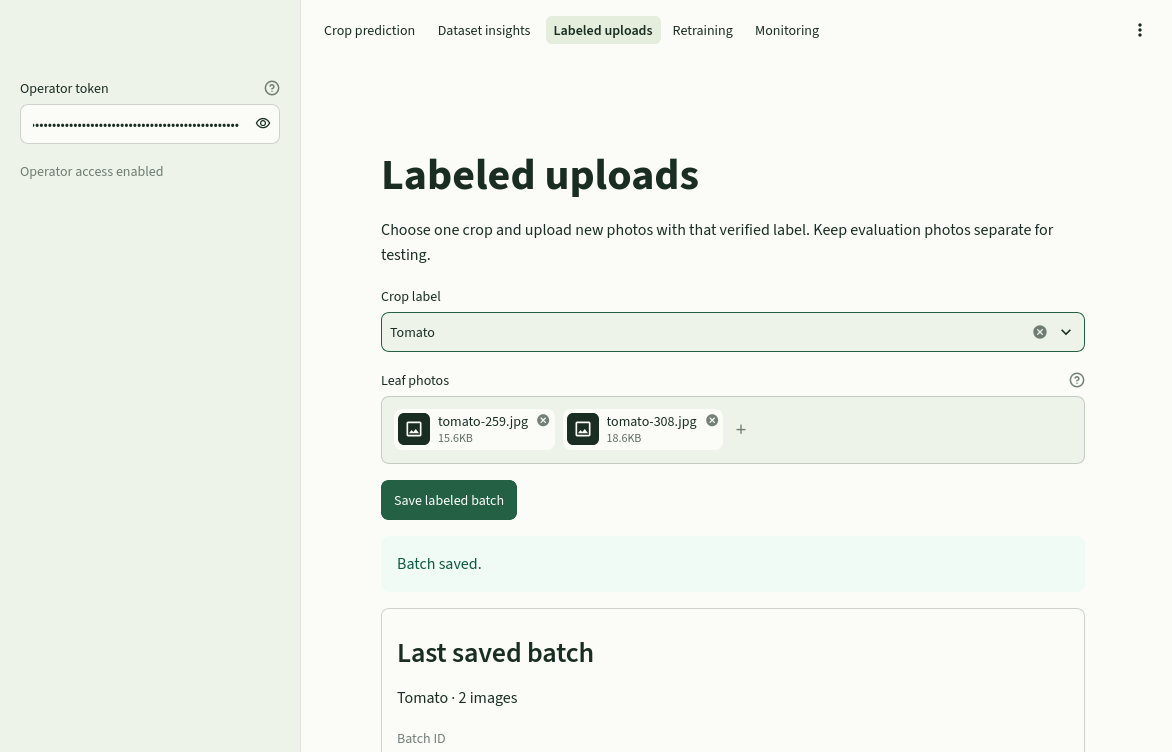 Crop prediction
Dataset insights
Labeled uploads
Retraining
Monitoring
Operator token
Operator access enabled
Labeled uploads
Choose one crop and upload new photos with that verified label. Keep evaluation photos separate for
testing.
Crop label
Tomato
Leaf photos
tomato-259.jpg
15.6KB
tomato-308.jpg
18.6KB
Save labeled batch
Batch saved.
Last saved batch
Tomato · 2 images
Batch ID